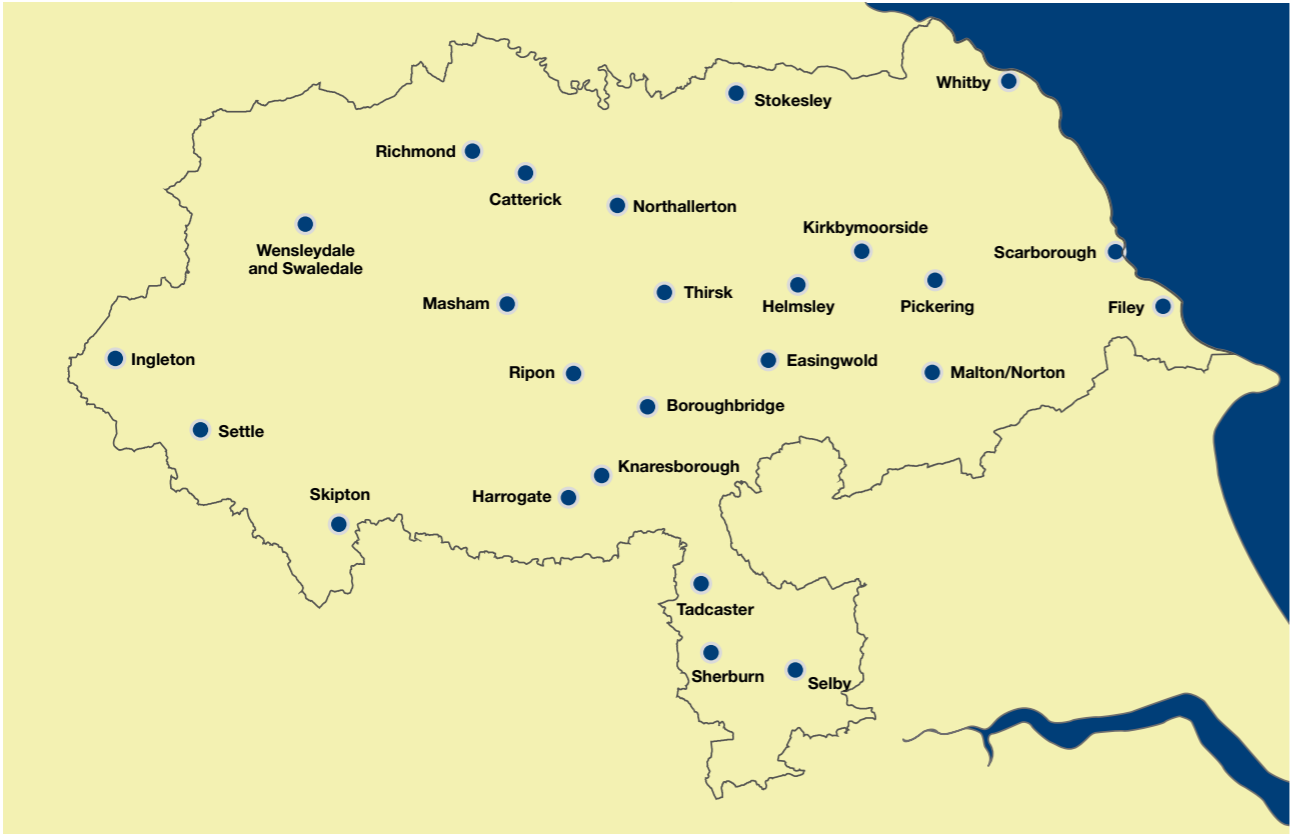 Whitby
Stokesley
Richmond
Catterick
Northallerton
Kirkbymoorside
Wensleydale
and Swaledale
Scarborough
Masham
Thirsk
Helmsley
Pickering
Filey
Ingleton
Easingwold
Ripon
Malton/Norton
Boroughbridge
Settle
Knaresborough
Skipton
Harrogate
Tadcaster
Sherburn
Selby